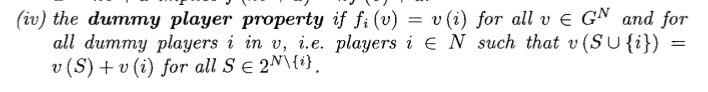 (iv) the dummy player property if fᵢ (v) = v (i) for all v ∈ Gᴺ and for
all dummy players i in v, i.e. players i ∈ N such that v (S ∪ {i}) =
v (S) + v (i) for all S ∈ 2ᴺ\{ⁱ}.